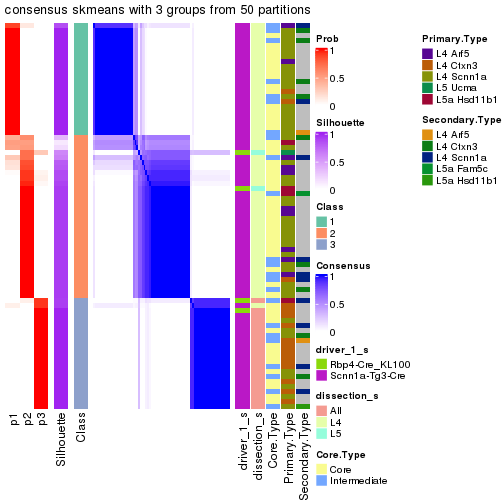 consensus skmeans with 3 groups from 50 partitions
Prob
1
0.5
0
Silhouette
1
0.5
0
Class
1
2
3
Consensus
1
0.5
0
driver_1_s
Rbp4-Cre_KL100
Scnn1a-Tg3-Cre
dissection_s
All
L4
L5
Core.Type
Core
Intermediate
Primary.Type
L4 Arf5
L4 Ctxn3
L4 Scnn1a
L5 Ucma
L5a Hsd11b1
Secondary.Type
L4 Arf5
L4 Ctxn3
L4 Scnn1a
L5a Fam5c
L5a Hsd11b1
p1
p2
p3
Silhouette
Class
driver_1_s
dissection_s
Core.Type
Primary.Type
Secondary.Type